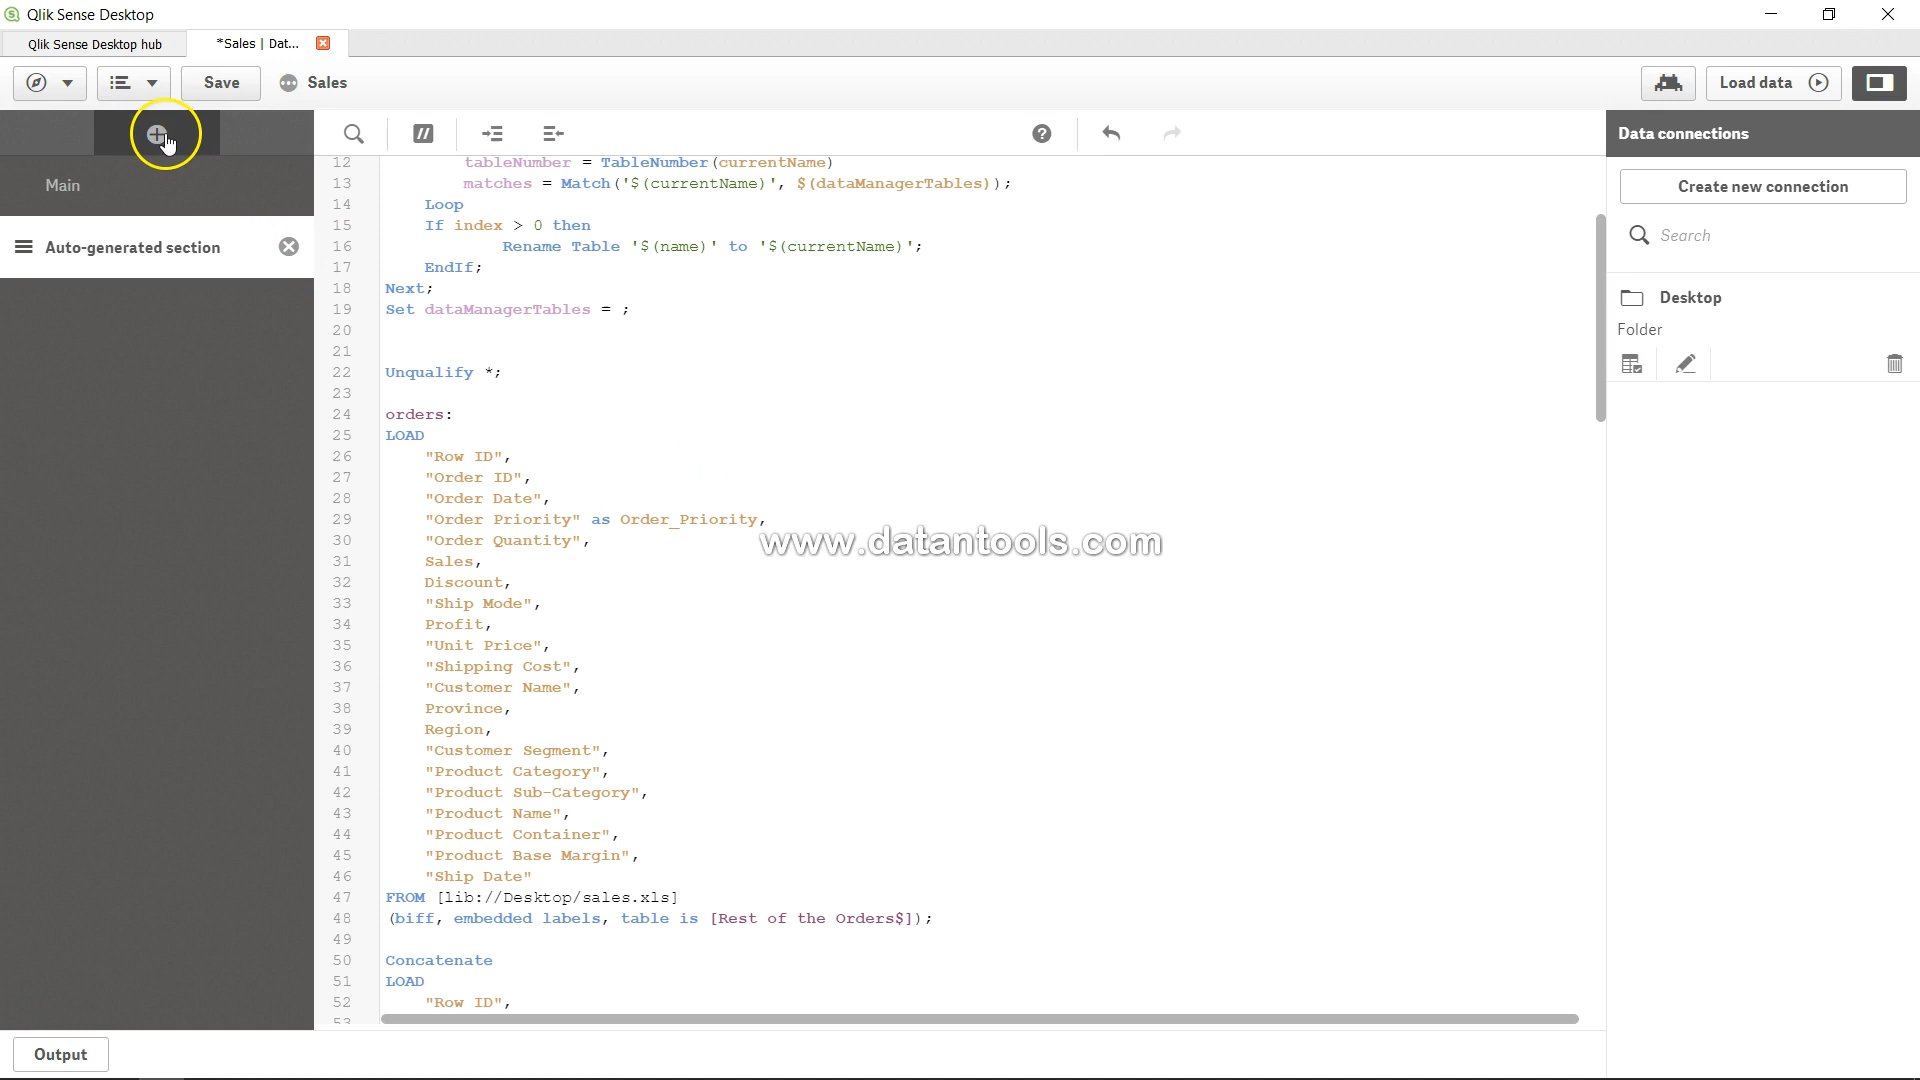 Qlik Sense Desktop
Qlik Sense Desktop hub
*Sales | Dat...
Save
Sales
Load data
Main
Auto-generated section
12 tableNumber = TableNumber(currentName)
13 matches = Match('$(currentName)', $(dataManagerTables));
14 Loop
15 If index > 0 then
16 Rename Table '$(name)' to '$(currentName)';
17 EndIf;
18 Next;
19 Set dataManagerTables = ;
20
21
22 Unqualify *;
23
24 orders:
25 LOAD
26 "Row ID",
27 "Order ID",
28 "Order Date",
29 "Order Priority" as Order_Priority,
30 "Order Quantity",
31 Sales,
32 Discount,
33 "Ship Mode",
34 Profit,
35 "Unit Price",
36 "Shipping Cost",
37 "Customer Name",
38 Province,
39 Region,
40 "Customer Segment",
41 "Product Category",
42 "Product Sub-Category",
43 "Product Name",
44 "Product Container",
45 "Product Base Margin",
46 "Ship Date"
47 FROM [lib://Desktop/sales.xls]
48 (biff, embedded labels, table is [Rest of the Orders$]);
49
50 Concatenate
51 LOAD
52 "Row ID",
53
www.datantools.com
Data connections
Create new connection
Search
Desktop
Folder
Output